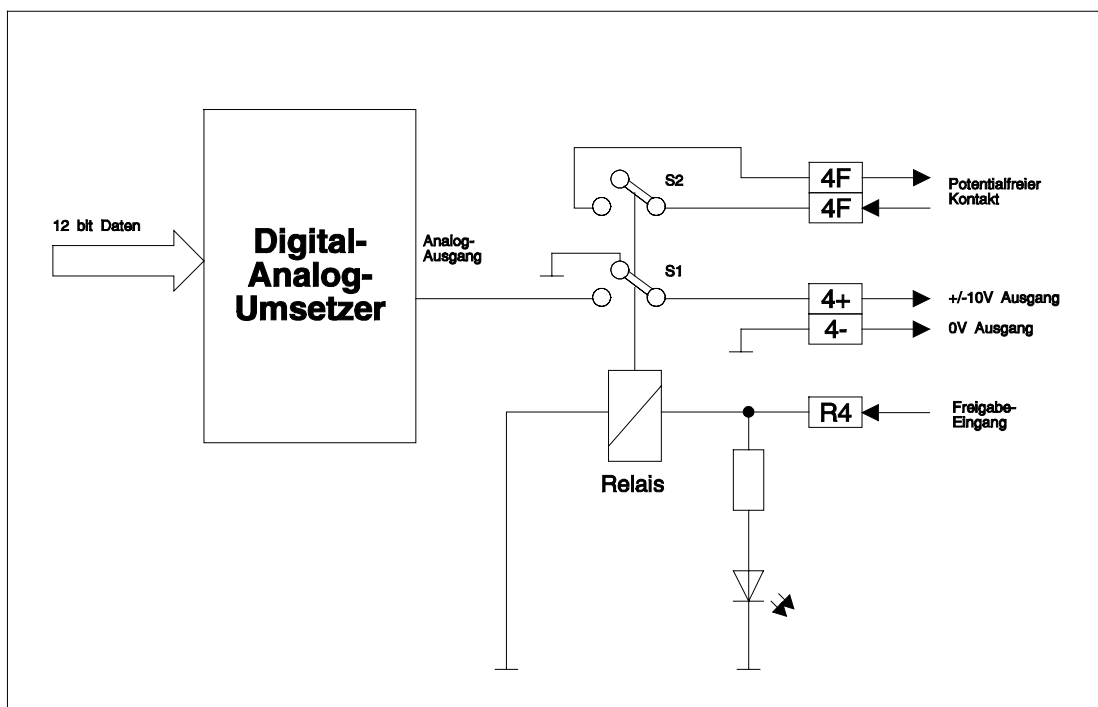 12 bit Daten
Digital-
Analog-
Umsetzer
Analog-
Ausgang
S2
S1
4F
4F
Potentialfreier
Kontakt
4+
+/-10V Ausgang
4-
0V Ausgang
R4
Freigabe-
Eingang
Relais